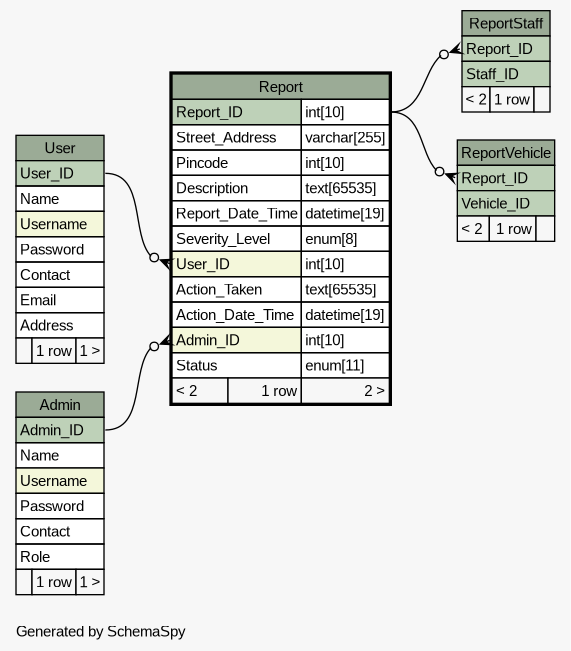 ReportStaff
Report_ID
Staff_ID
< 2 1 row
Report
Report_ID int[10]
Street_Address varchar[255]
Pincode int[10]
Description text[65535]
Report_Date_Time datetime[19]
Severity_Level enum[8]
User_ID int[10]
Action_Taken text[65535]
Action_Date_Time datetime[19]
Admin_ID int[10]
Status enum[11]
< 2 1 row 2 >
ReportVehicle
Report_ID
Vehicle_ID
< 2 1 row
User
User_ID
Name
Username
Password
Contact
Email
Address
1 row 1 >
Admin
Admin_ID
Name
Username
Password
Contact
Role
1 row 1 >
Generated by SchemaSpy